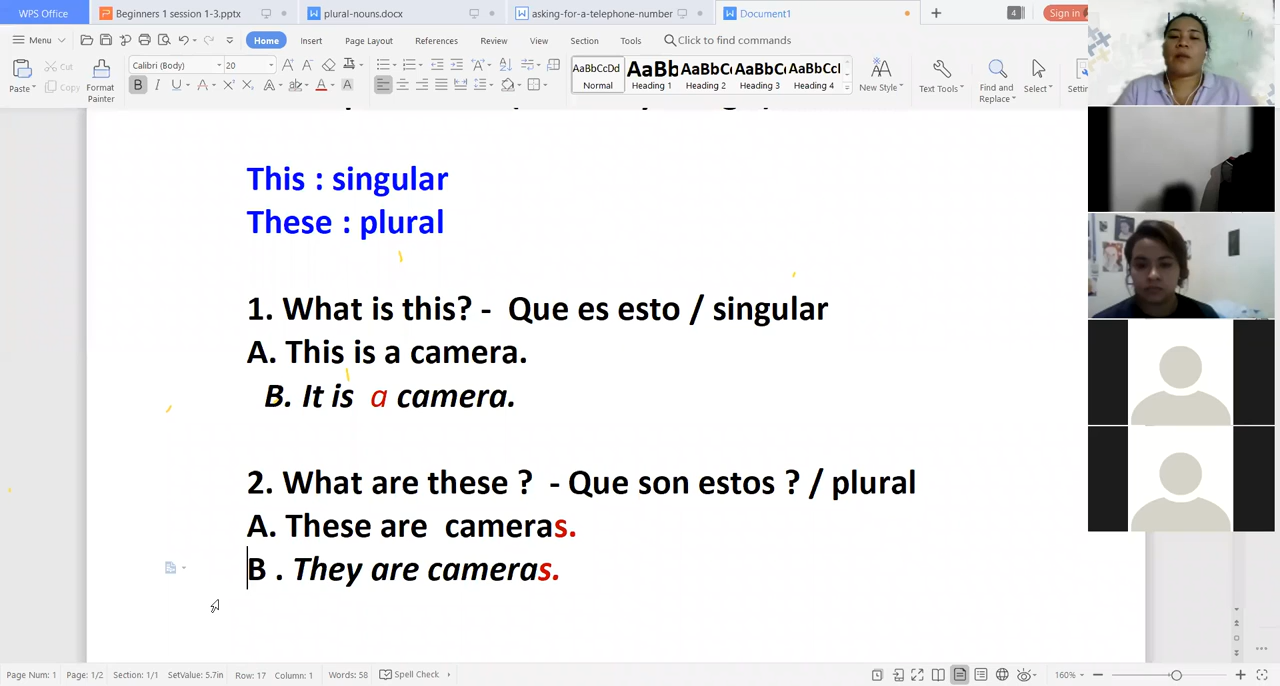 WPS Office
Beginners 1 session 1-3.pptx
plural-nouns.docx
asking-for-a-telephone-number
Document1
4
Sign in
Menu
Home
Insert
Page Layout
References
Review
View
Section
Tools
Click to find commands
Paste
Cut
Copy
Format Painter
Calibri (Body)
20
AaBbCcDd
Normal
AaBb
Heading 1
AaBbC
Heading 2
AaBbC
Heading 3
AaBbCcI
Heading 4
New Style
Text Tools
Find and Replace
Select
This : singular
These : plural
1. What is this? - Que es esto / singular
A. This is a camera.
B. It is a camera.
2. What are these ? - Que son estos ? / plural
A. These are cameras.
B . They are cameras.
Page Num: 1
Page: 1/2
Section: 1/1
SetValue: 5.7in
Row: 17
Column: 1
Words: 58
Spell Check
160%